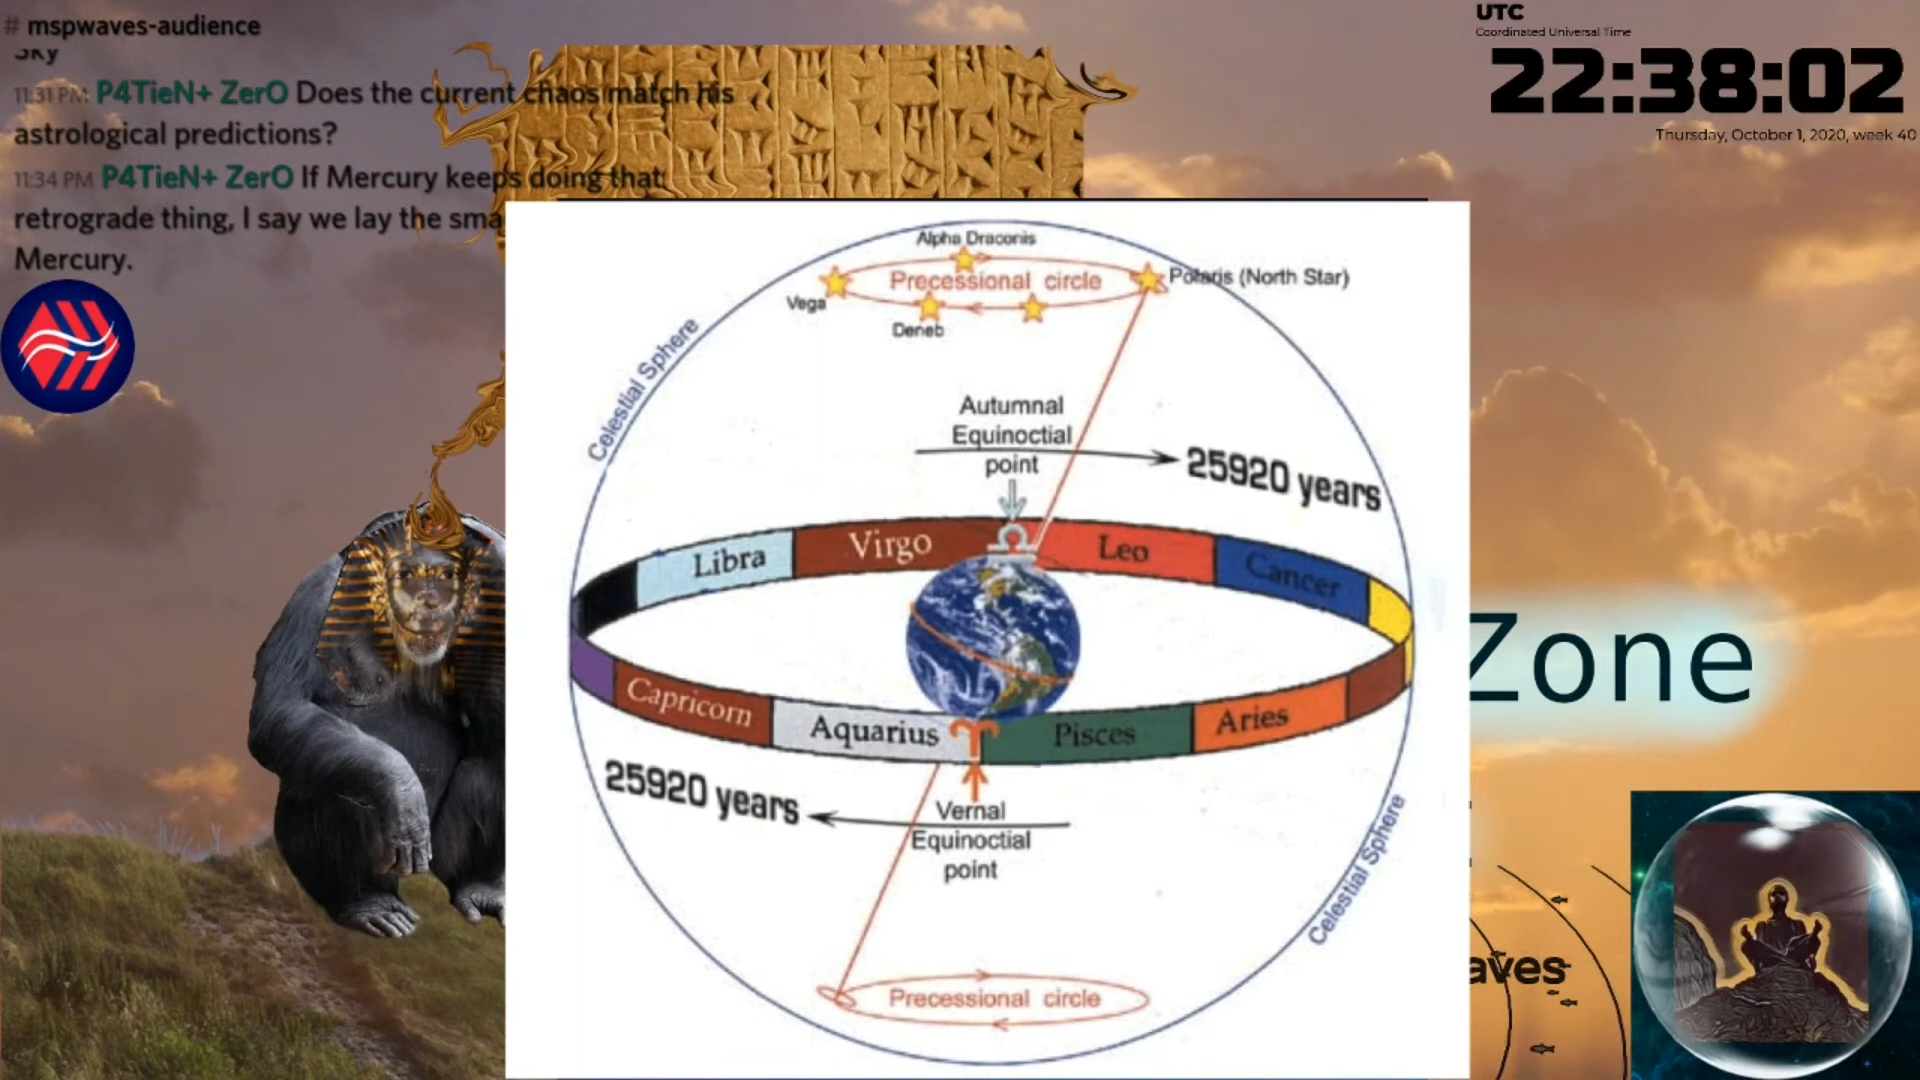 # mspwaves-audience
sky
11:31 PM P4TieN+ ZerO Does the current chaos match his
astrological predictions?
11:34 PM P4TieN+ ZerO If Mercury keeps doing that
retrograde thing, I say we lay the sma
Mercury.
UTC
Coordinated Universal Time
22:38:02
Thursday, October 1, 2020, week 40
Alpha Draconis
Precessional circle
Polaris (North Star)
Vega
Deneb
Celestial Sphere
Autumnal
Equinoctial
point
25920 years
Libra
Virgo
Leo
Cancer
Capricorn
Aquarius
Pisces
Aries
25920 years
Vernal
Equinoctial
point
Celestial Sphere
Precessional circle
Zone
aves